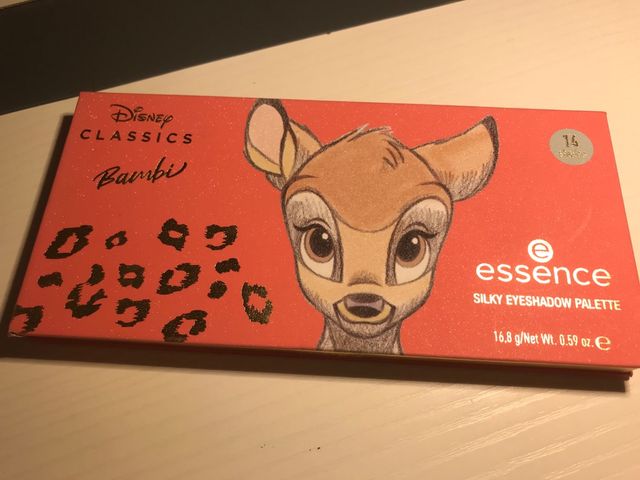 Disney
CLASSICS
Bambi
14
e
essence
SILKY EYESHADOW PALETTE
16,8 g/Net Wt. 0.59 oz. e